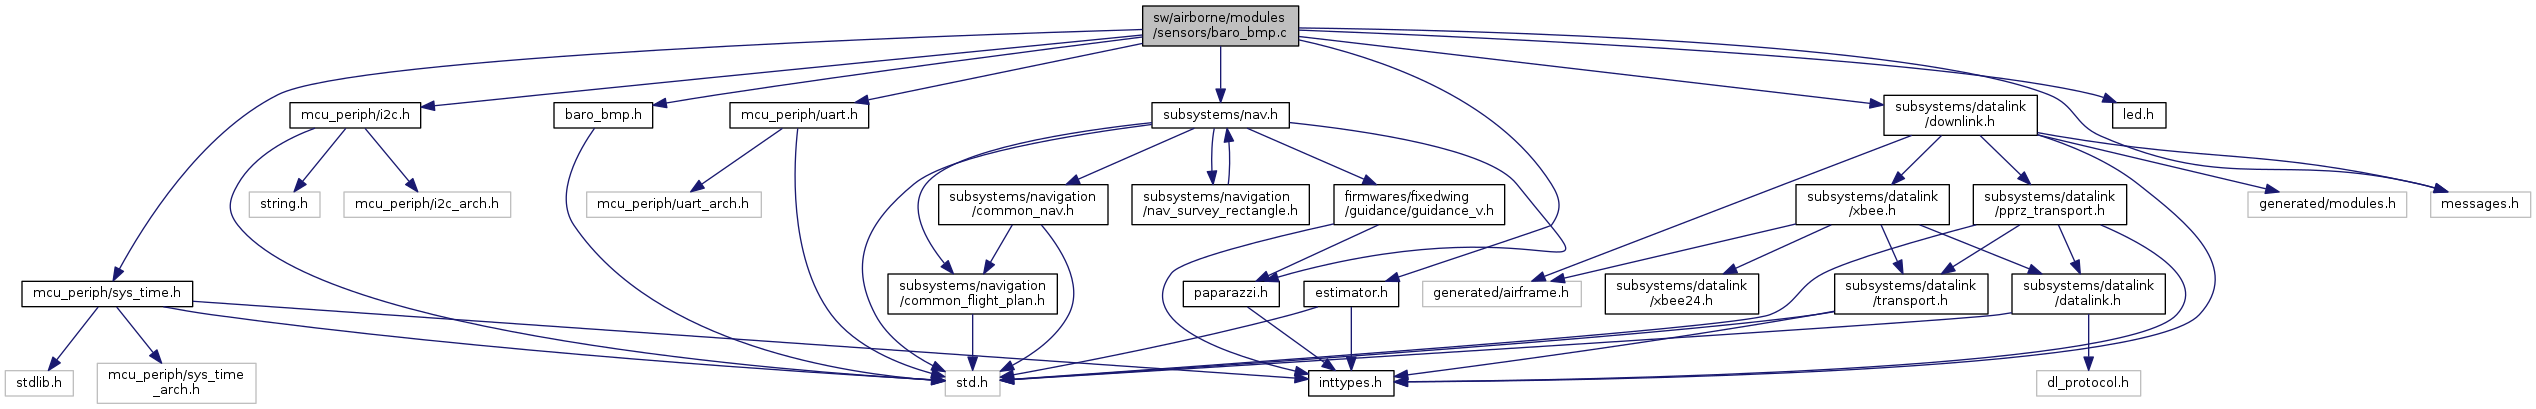 sw/airborne/modules
/sensors/baro_bmp.c
mcu_periph/i2c.h
baro_bmp.h
mcu_periph/uart.h
subsystems/nav.h
subsystems/datalink
/downlink.h
led.h
string.h
mcu_periph/i2c_arch.h
mcu_periph/uart_arch.h
subsystems/navigation
/common_nav.h
subsystems/navigation
/nav_survey_rectangle.h
firmwares/fixedwing
/guidance/guidance_v.h
subsystems/datalink
/xbee.h
subsystems/datalink
/pprz_transport.h
generated/modules.h
messages.h
mcu_periph/sys_time.h
subsystems/navigation
/common_flight_plan.h
paparazzi.h
estimator.h
generated/airframe.h
subsystems/datalink
/xbee24.h
subsystems/datalink
/transport.h
subsystems/datalink
/datalink.h
stdlib.h
mcu_periph/sys_time
_arch.h
std.h
inttypes.h
dl_protocol.h